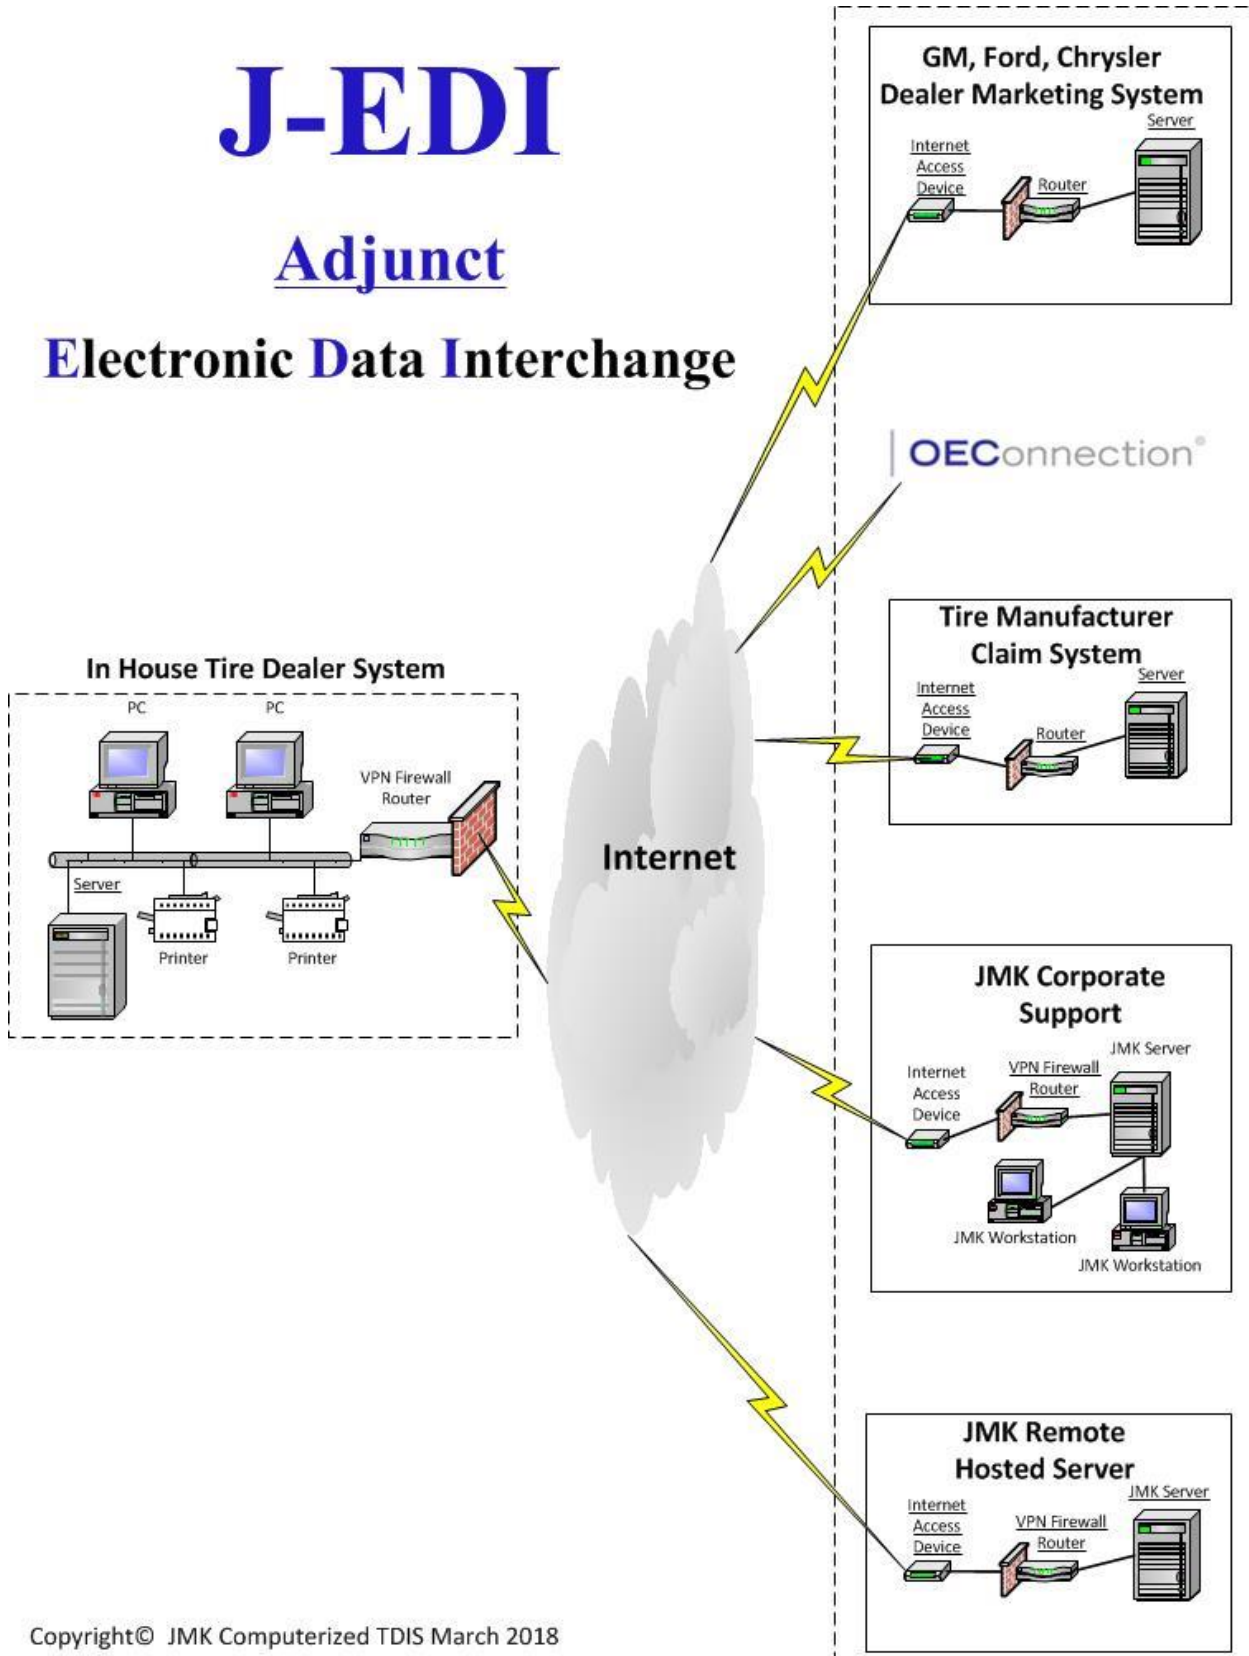 J-EDI
Adjunct
Electronic Data Interchange
GM, Ford, Chrysler
Dealer Marketing System
Server
Internet
Access
Device
Router
OEConnection®
Tire Manufacturer
Claim System
Server
Internet
Access
Device
Router
In House Tire Dealer System
PC
PC
VPN Firewall
Router
Server
Printer
Printer
Internet
JMK Corporate
Support
JMK Server
Internet
Access
Device
VPN Firewall
Router
JMK Workstation
JMK Workstation
JMK Remote
Hosted Server
JMK Server
Internet
Access
Device
VPN Firewall
Router
Copyright© JMK Computerized TDIS March 2018